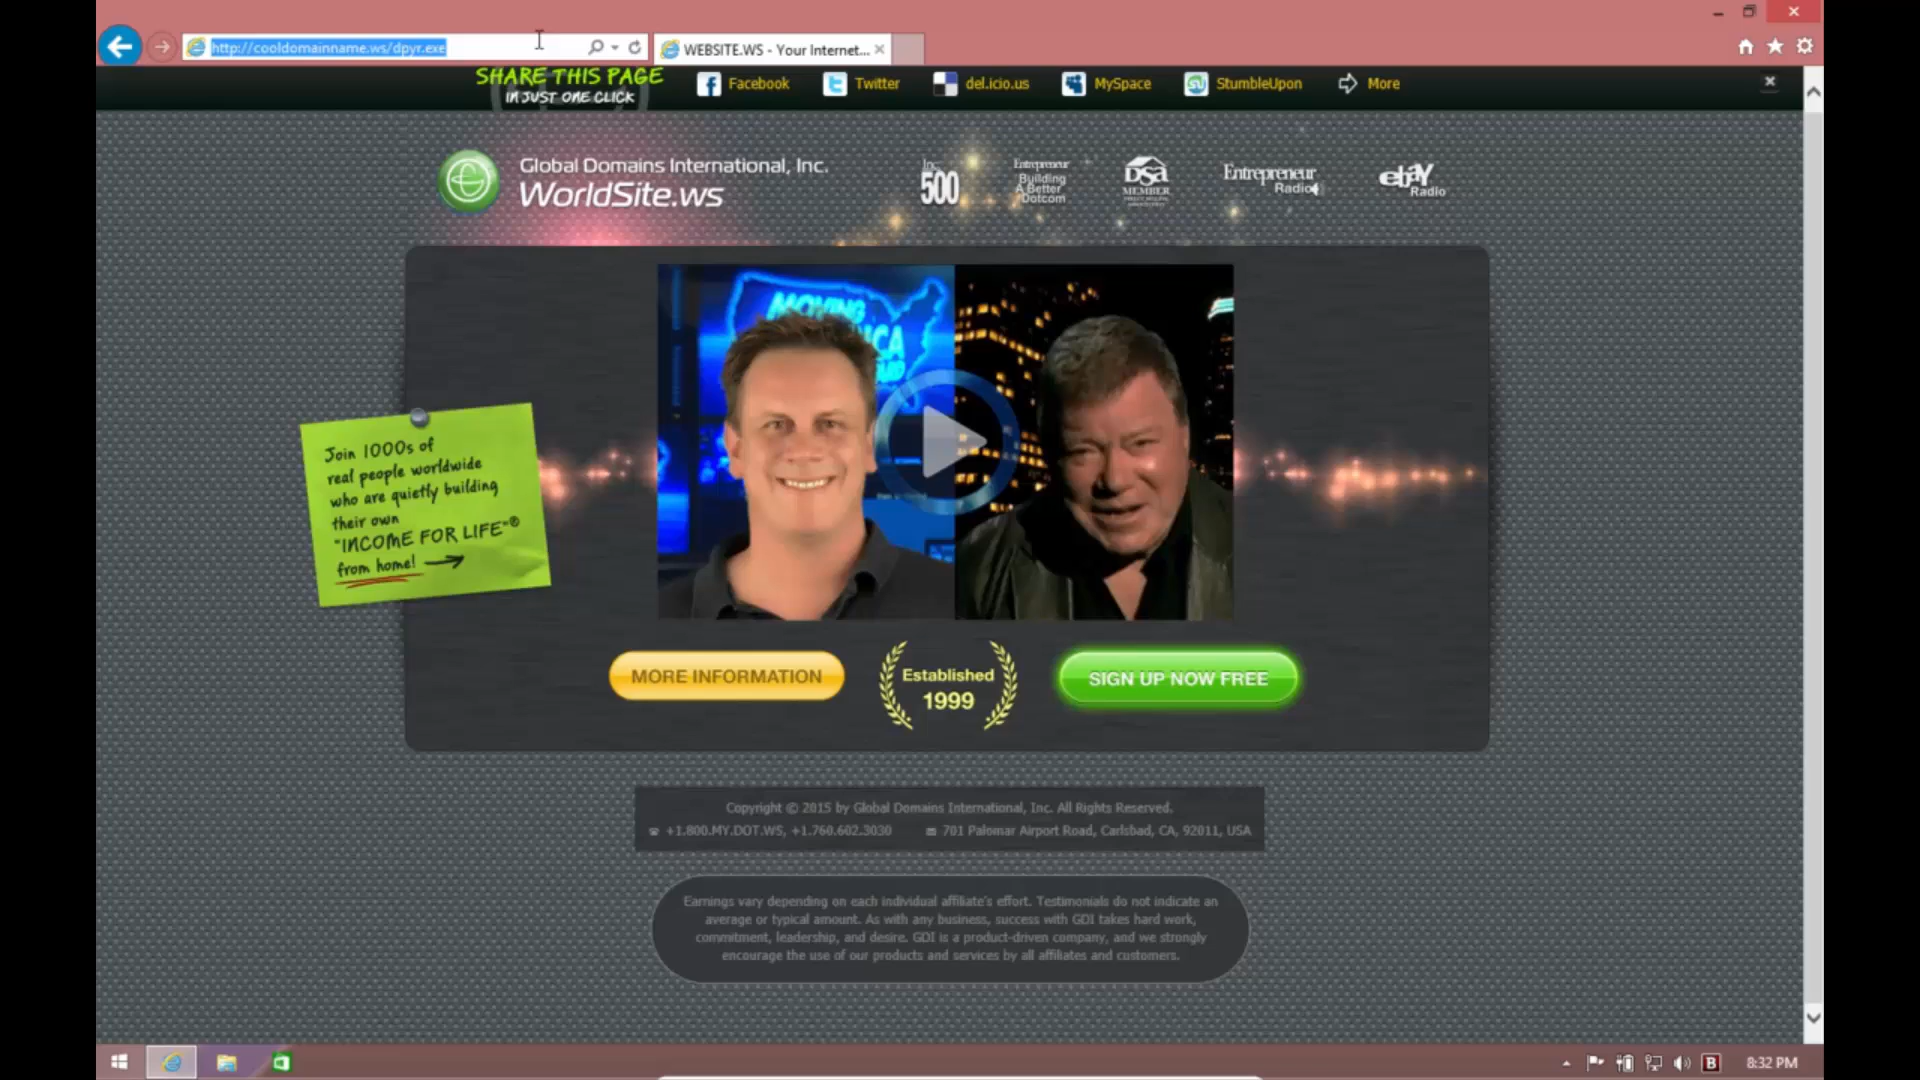 http://cooldomainname.ws/dpyr.exe
WEBSITE.WS - Your Internet...
SHARE THIS PAGE
IN JUST ONE CLICK
Facebook
Twitter
del.icio.us
MySpace
StumbleUpon
More
Global Domains International, Inc.
WorldSite.ws
Inc.
500
Entrepreneur
Building
A Better
Dotcom
DSA
MEMBER
Entrepreneur
Radio
ebay
Radio
MOVING
Join 1000s of
real people worldwide
who are quietly building
their own
"INCOME FOR LIFE"®
from home!
MORE INFORMATION
Established
1999
SIGN UP NOW FREE
Copyright © 2015 by Global Domains International, Inc. All Rights Reserved.
+1.800.MY.DOT.WS, +1.760.602.3030 701 Palomar Airport Road, Carlsbad, CA, 92011, USA
Earnings vary depending on each individual affiliate's effort. Testimonials do not indicate an
average or typical amount. As with any business, success with GDI takes hard work,
commitment, leadership, and desire. GDI is a product-driven company, and we strongly
encourage the use of our products and services by all affiliates and customers.
B
8:32 PM